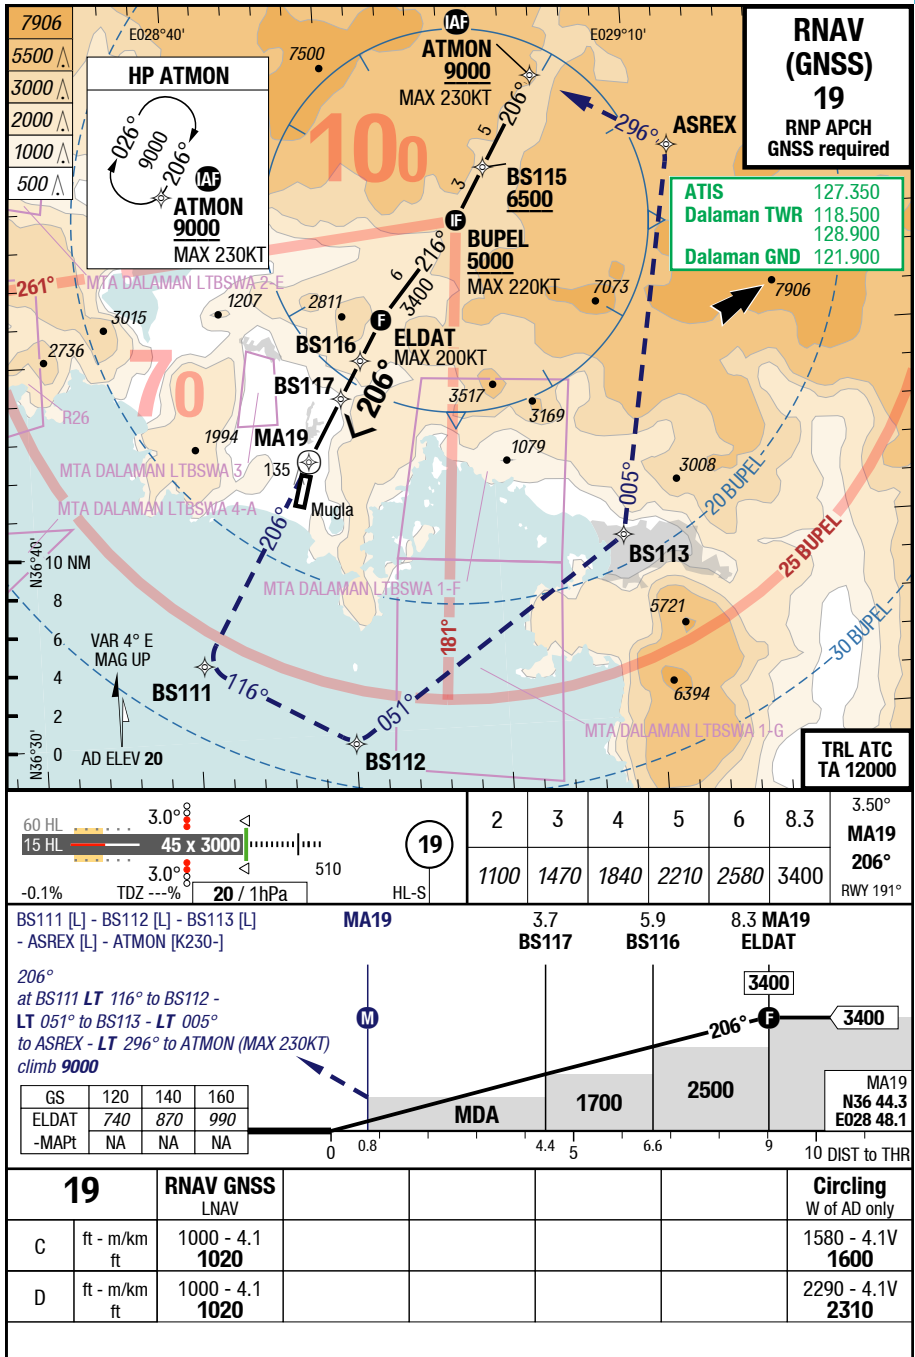 7906
5500
3000
2000
1000
500
E028°40'
7500
IAF
ATMON
9000
MAX 230KT
E029°10'
RNAV
(GNSS)
19
RNP APCH
GNSS required
HP ATMON
026°
9000
206°
IAF
ATMON
9000
MAX 230KT
206°
5
3
100
296°
ASREX
BS115
6500
ATIS 127.350
Dalaman TWR 118.500
128.900
Dalaman GND 121.900
IF
BUPEL
5000
MAX 220KT
216°
6
3400
261°
MTA DALAMAN LTBSWA 2-E
1207
2811
7073
7906
3015
2736
F
ELDAT
MAX 200KT
BS116
BS117
206°
70
R26
3517
3169
1994
MA19
135
1079
MTA DALAMAN LTBSWA 3
3008
005°
20 BUPEL
MTA DALAMAN LTBSWA 4-A
Mugla
206°
BS113
25 BUPEL
N36°40'
10 NM
8
6
4
2
0
MTA DALAMAN LTBSWA 1-F
5721
181°
30 BUPEL
VAR 4° E
MAG UP
BS111
116°
051°
6394
MTA DALAMAN LTBSWA 1-G
N36°30'
AD ELEV 20
BS112
TRL ATC
TA 12000
60 HL
15 HL
3.0°
45 x 3000
3.0°
510
19
-0.1%
TDZ ---%
20 / 1hPa
HL-S
2 3 4 5 6 8.3
1100 1470 1840 2210 2580 3400
3.50°
MA19
206°
RWY 191°
BS111 [L] - BS112 [L] - BS113 [L]
- ASREX [L] - ATMON [K230-]
MA19
3.7
BS117
5.9
BS116
8.3 MA19
ELDAT
206°
at BS111 LT 116° to BS112 -
LT 051° to BS113 - LT 005°
to ASREX - LT 296° to ATMON (MAX 230KT)
climb 9000
M
3400
206°
F
3400
GS 120 140 160
ELDAT 740 870 990
-MAPt NA NA NA
MDA
1700
2500
MA19
N36 44.3
E028 48.1
0 0.8 4.4 5 6.6 9 10 DIST to THR
19 RNAV GNSS Circling
LNAV W of AD only
C ft - m/km 1000 - 4.1 1580 - 4.1V
ft 1020 1600
D ft - m/km 1000 - 4.1 2290 - 4.1V
ft 1020 2310